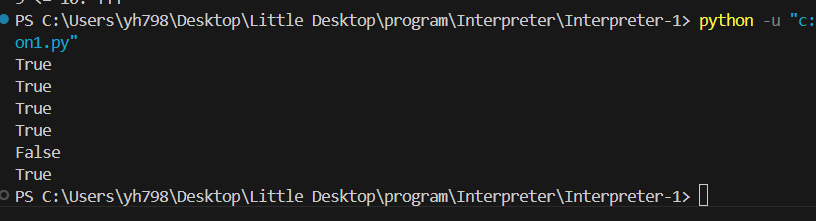 PS C:\Users\yh798\Desktop\Little Desktop\program\Interpreter\Interpreter-1> python -u "c:
on1.py"
True
True
True
True
False
True
PS C:\Users\yh798\Desktop\Little Desktop\program\Interpreter\Interpreter-1>